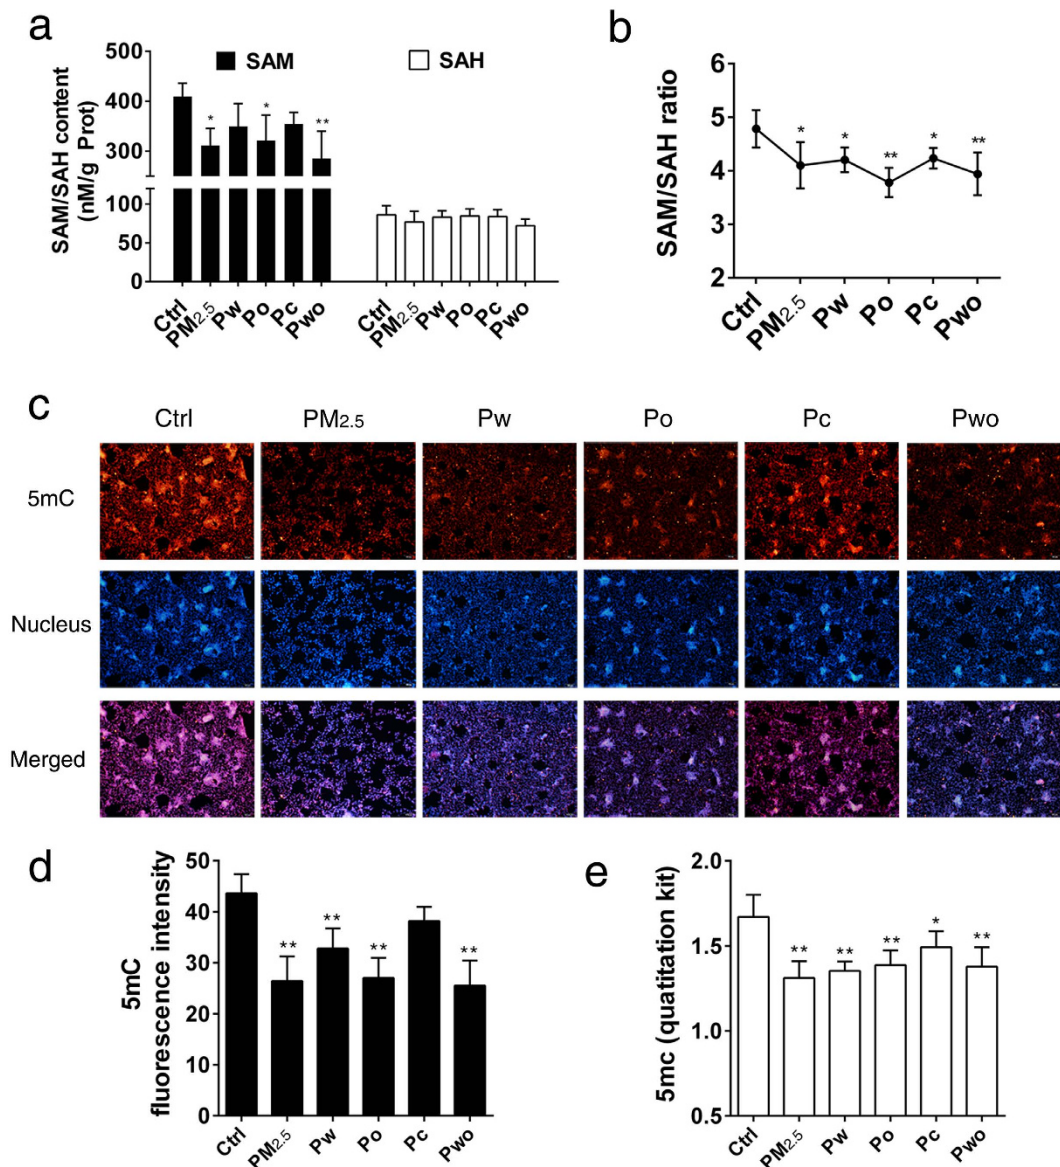 a
SAM/SAH content
(nM/g Prot)
500
400
300
100
50
0
SAM
SAH
*
*
**
Ctrl
PM2.5
Pw
Po
Pc
Pwo
Ctrl
PM2.5
Pw
Po
Pc
Pwo
b
SAM/SAH ratio
6
5
4
3
2
*
*
**
*
**
Ctrl
PM2.5
Pw
Po
Pc
Pwo
c
Ctrl
PM2.5
Pw
Po
Pc
Pwo
5mC
Nucleus
Merged
d
5mC
fluorescence intensity
50
40
30
20
10
0
**
**
**
**
Ctrl
PM2.5
Pw
Po
Pc
Pwo
e
5mc (quatitation kit)
2.0
1.5
1.0
0.5
**
**
**
*
**
Ctrl
PM2.5
Pw
Po
Pc
Pwo